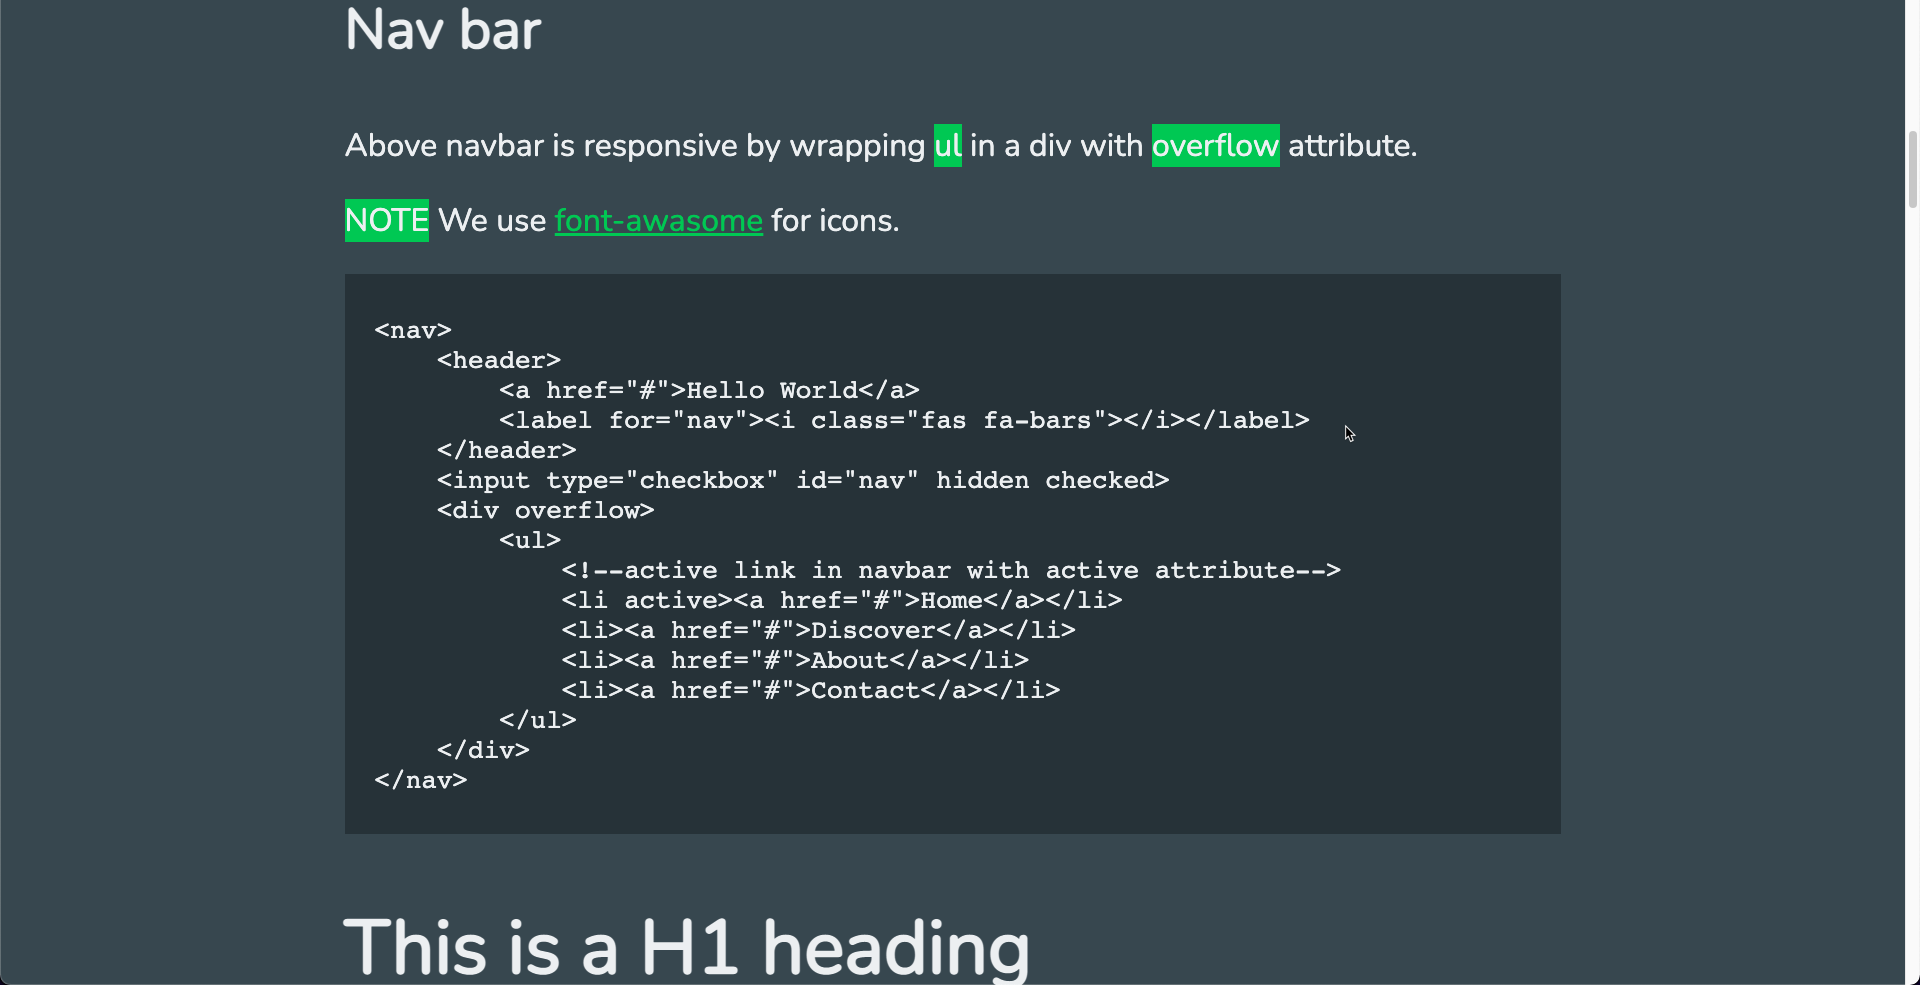 Nav bar
Above navbar is responsive by wrapping ul in a div with overflow attribute.
NOTE We use font-awasome for icons.
<nav>
    <header>
        <a href="#">Hello World</a>
        <label for="nav"><i class="fas fa-bars"></i></label>
    </header>
    <input type="checkbox" id="nav" hidden checked>
    <div overflow>
        <ul>
            <!--active link in navbar with active attribute-->
            <li active><a href="#">Home</a></li>
            <li><a href="#">Discover</a></li>
            <li><a href="#">About</a></li>
            <li><a href="#">Contact</a></li>
        </ul>
    </div>
</nav>
This is a H1 heading